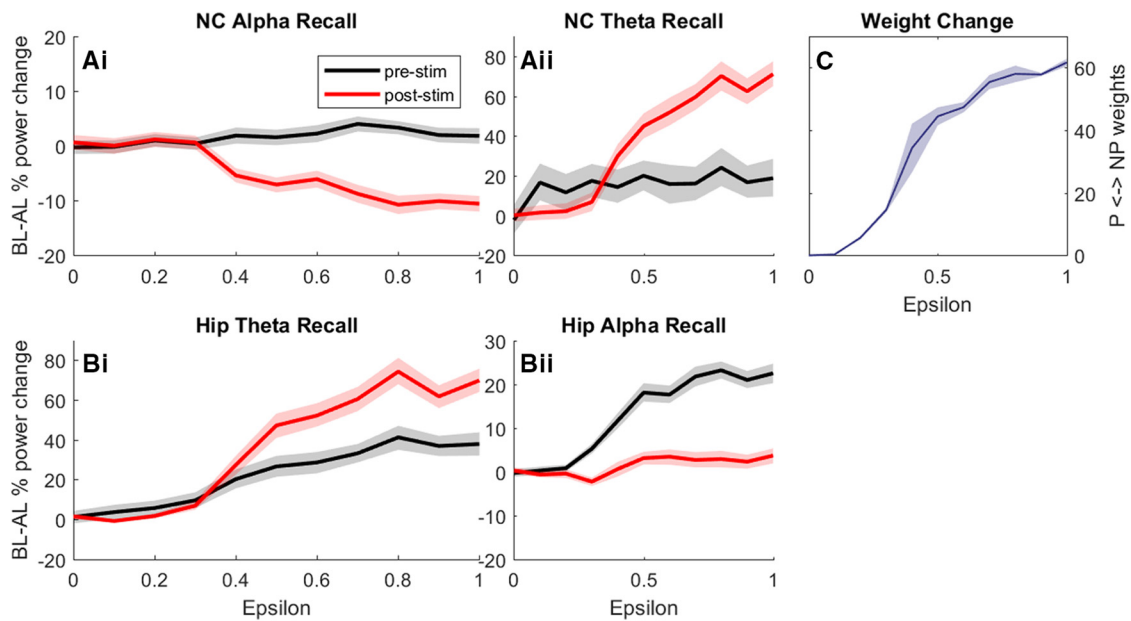 NC Alpha Recall
NC Theta Recall
Weight Change
Ai
Aii
C
pre-stim
post-stim
BL-AL % power change
20
10
0
-10
-20
0
0.2
0.4
0.6
0.8
1
80
60
40
20
0
-20
0
0.5
1
60
40
20
0
P <-> NP weights
0
0.5
1
Epsilon
Hip Theta Recall
Hip Alpha Recall
Bi
Bii
BL-AL % power change
80
60
40
20
0
-20
0
0.2
0.4
0.6
0.8
1
Epsilon
30
20
10
0
-10
-20
0
0.5
1
Epsilon